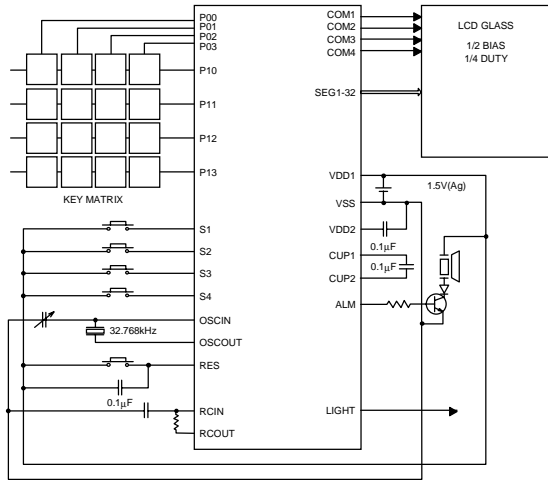 P00
P01
P02
P03
P10
P11
P12
P13
KEY MATRIX
S1
S2
S3
S4
OSCIN
32.768kHz
OSCOUT
RES
0.1μF
RCIN
RCOUT
COM1
COM2
COM3
COM4
SEG1-32
LCD GLASS
1/2 BIAS
1/4 DUTY
VDD1
1.5V(Ag)
VSS
VDD2
0.1μF
CUP1
0.1μF
CUP2
ALM
LIGHT